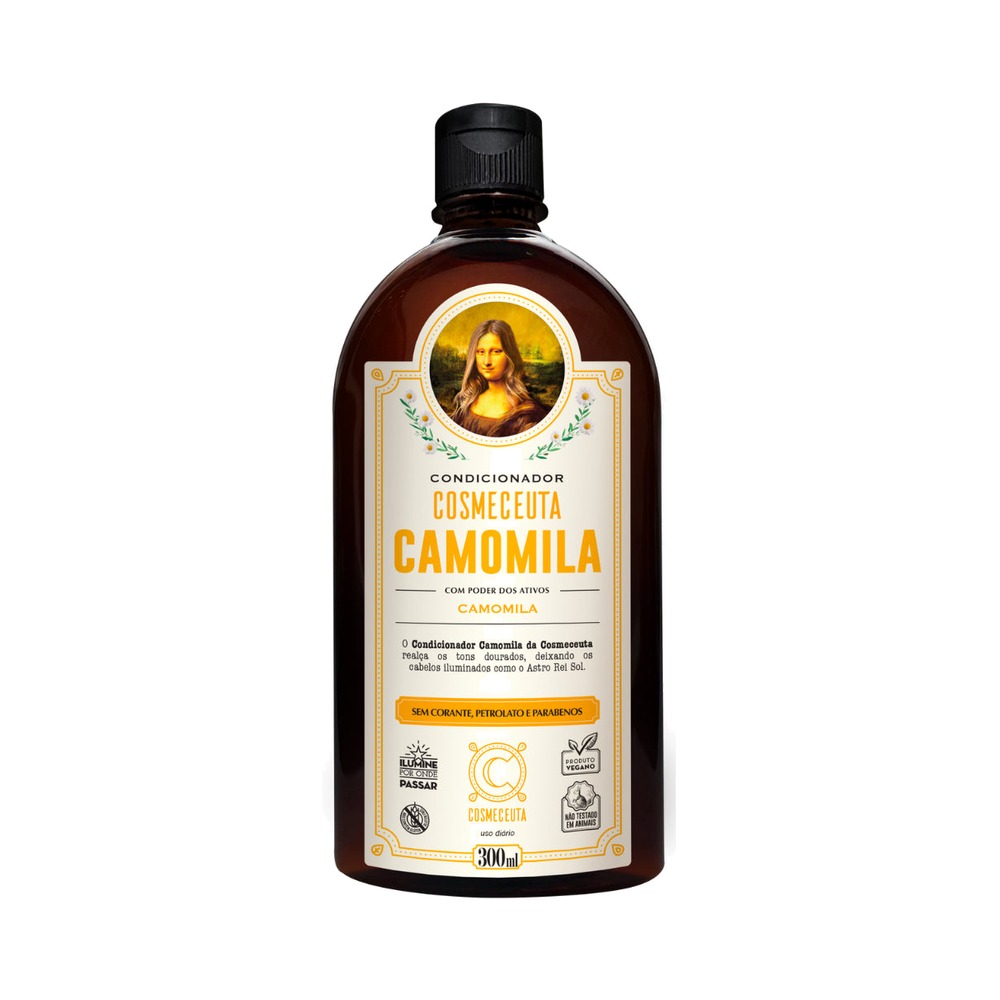 CONDICIONADOR
COSMECEUTA
CAMOMILA
COM PODER DOS ATIVOS
CAMOMILA
O Condicionador Camomila da Cosmeceuta
realça os tons dourados, deixando os
cabelos iluminados como o Astro Rei Sol.
SEM CORANTE, PETROLATO E PARABENOS
ILUMINE
POR ONDE
PASSAR
C
COSMECEUTA
PRODUTO
VEGANO
NÃO TESTADO
EM ANIMAIS
uso diário
300ml